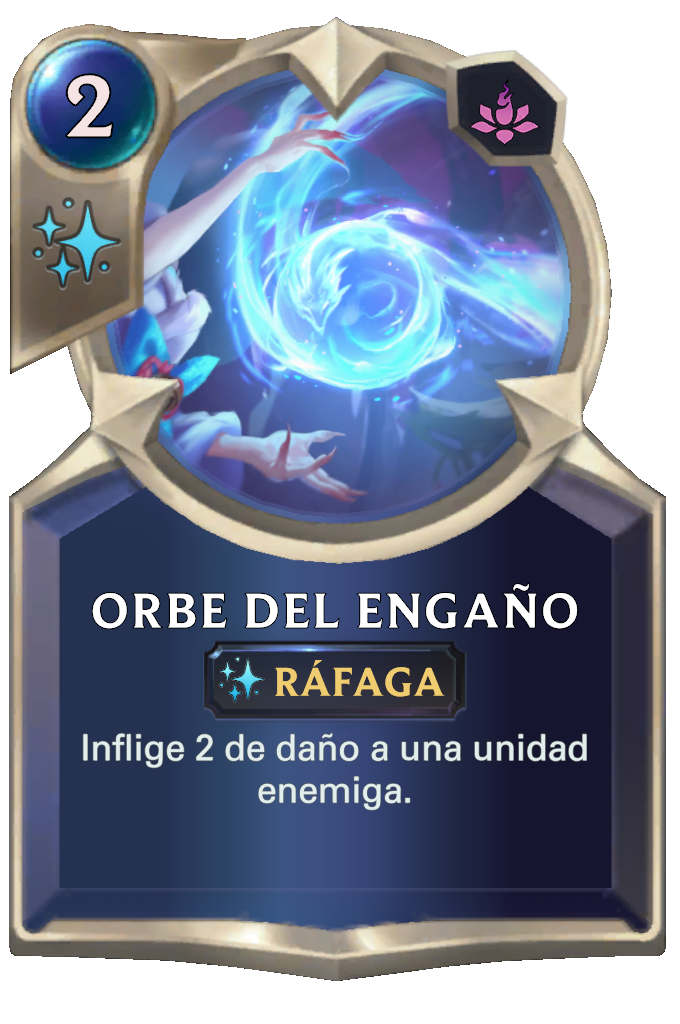 2
ORBE DEL ENGAÑO
RÁFAGA
Inflige 2 de daño a una unidad
enemiga.